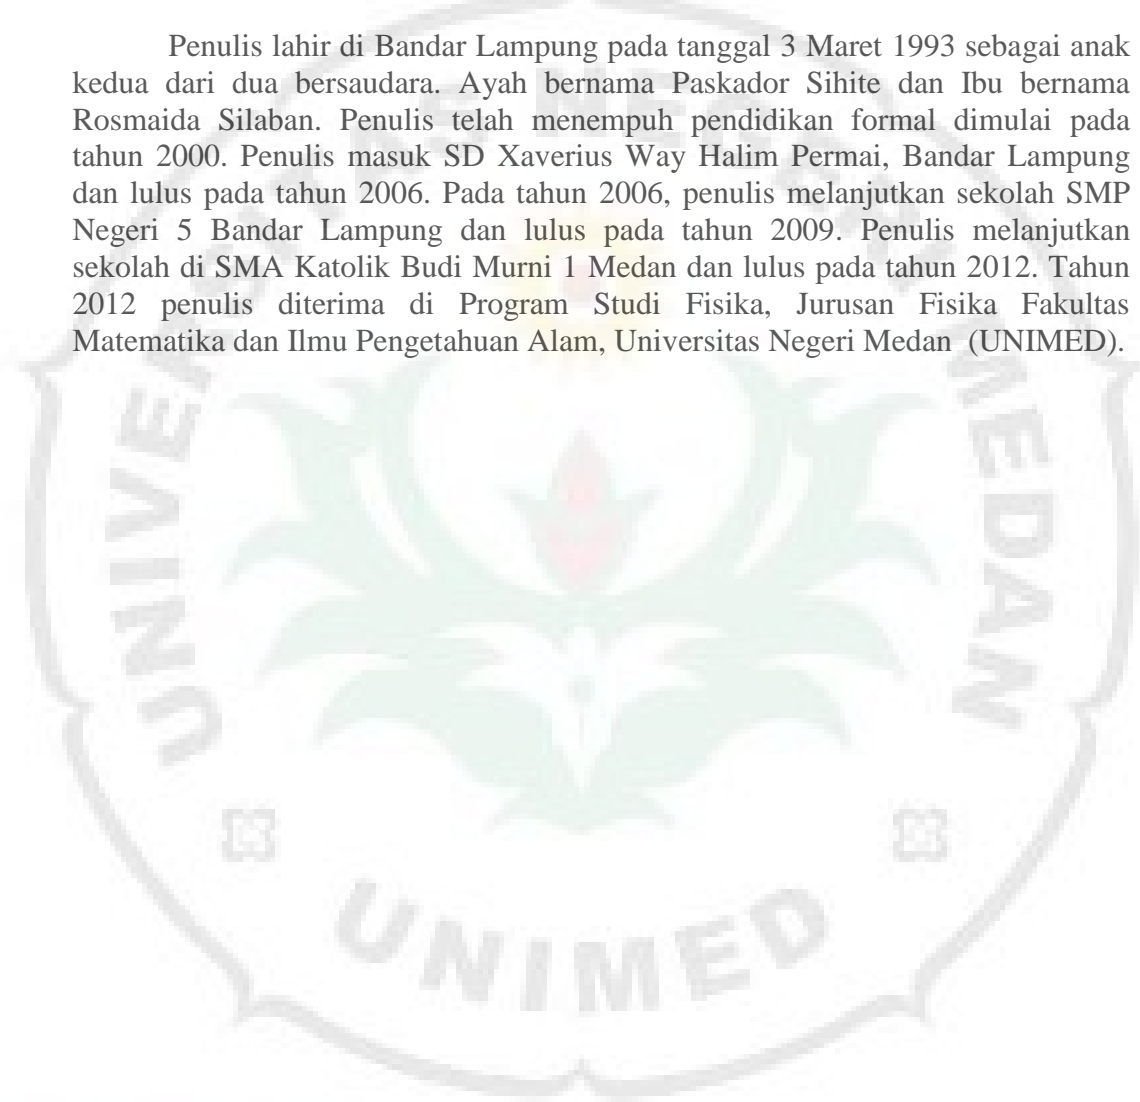 Penulis lahir di Bandar Lampung pada tanggal 3 Maret 1993 sebagai anak
kedua dari dua bersaudara. Ayah bernama Paskador Sihite dan Ibu bernama
Rosmaida Silaban. Penulis telah menempuh pendidikan formal dimulai pada
tahun 2000. Penulis masuk SD Xaverius Way Halim Permai, Bandar Lampung
dan lulus pada tahun 2006. Pada tahun 2006, penulis melanjutkan sekolah SMP
Negeri 5 Bandar Lampung dan lulus pada tahun 2009. Penulis melanjutkan
sekolah di SMA Katolik Budi Murni 1 Medan dan lulus pada tahun 2012. Tahun
2012 penulis diterima di Program Studi Fisika, Jurusan Fisika Fakultas
Matematika dan Ilmu Pengetahuan Alam, Universitas Negeri Medan (UNIMED).
UNIVERSITAS NEGERI MEDAN
UNIMED